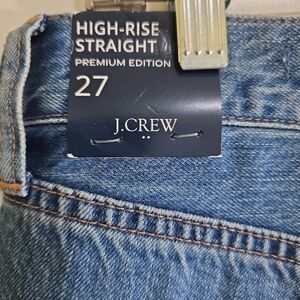 HIGH-RISE
STRAIGHT
PREMIUM EDITION
27
J.CREW